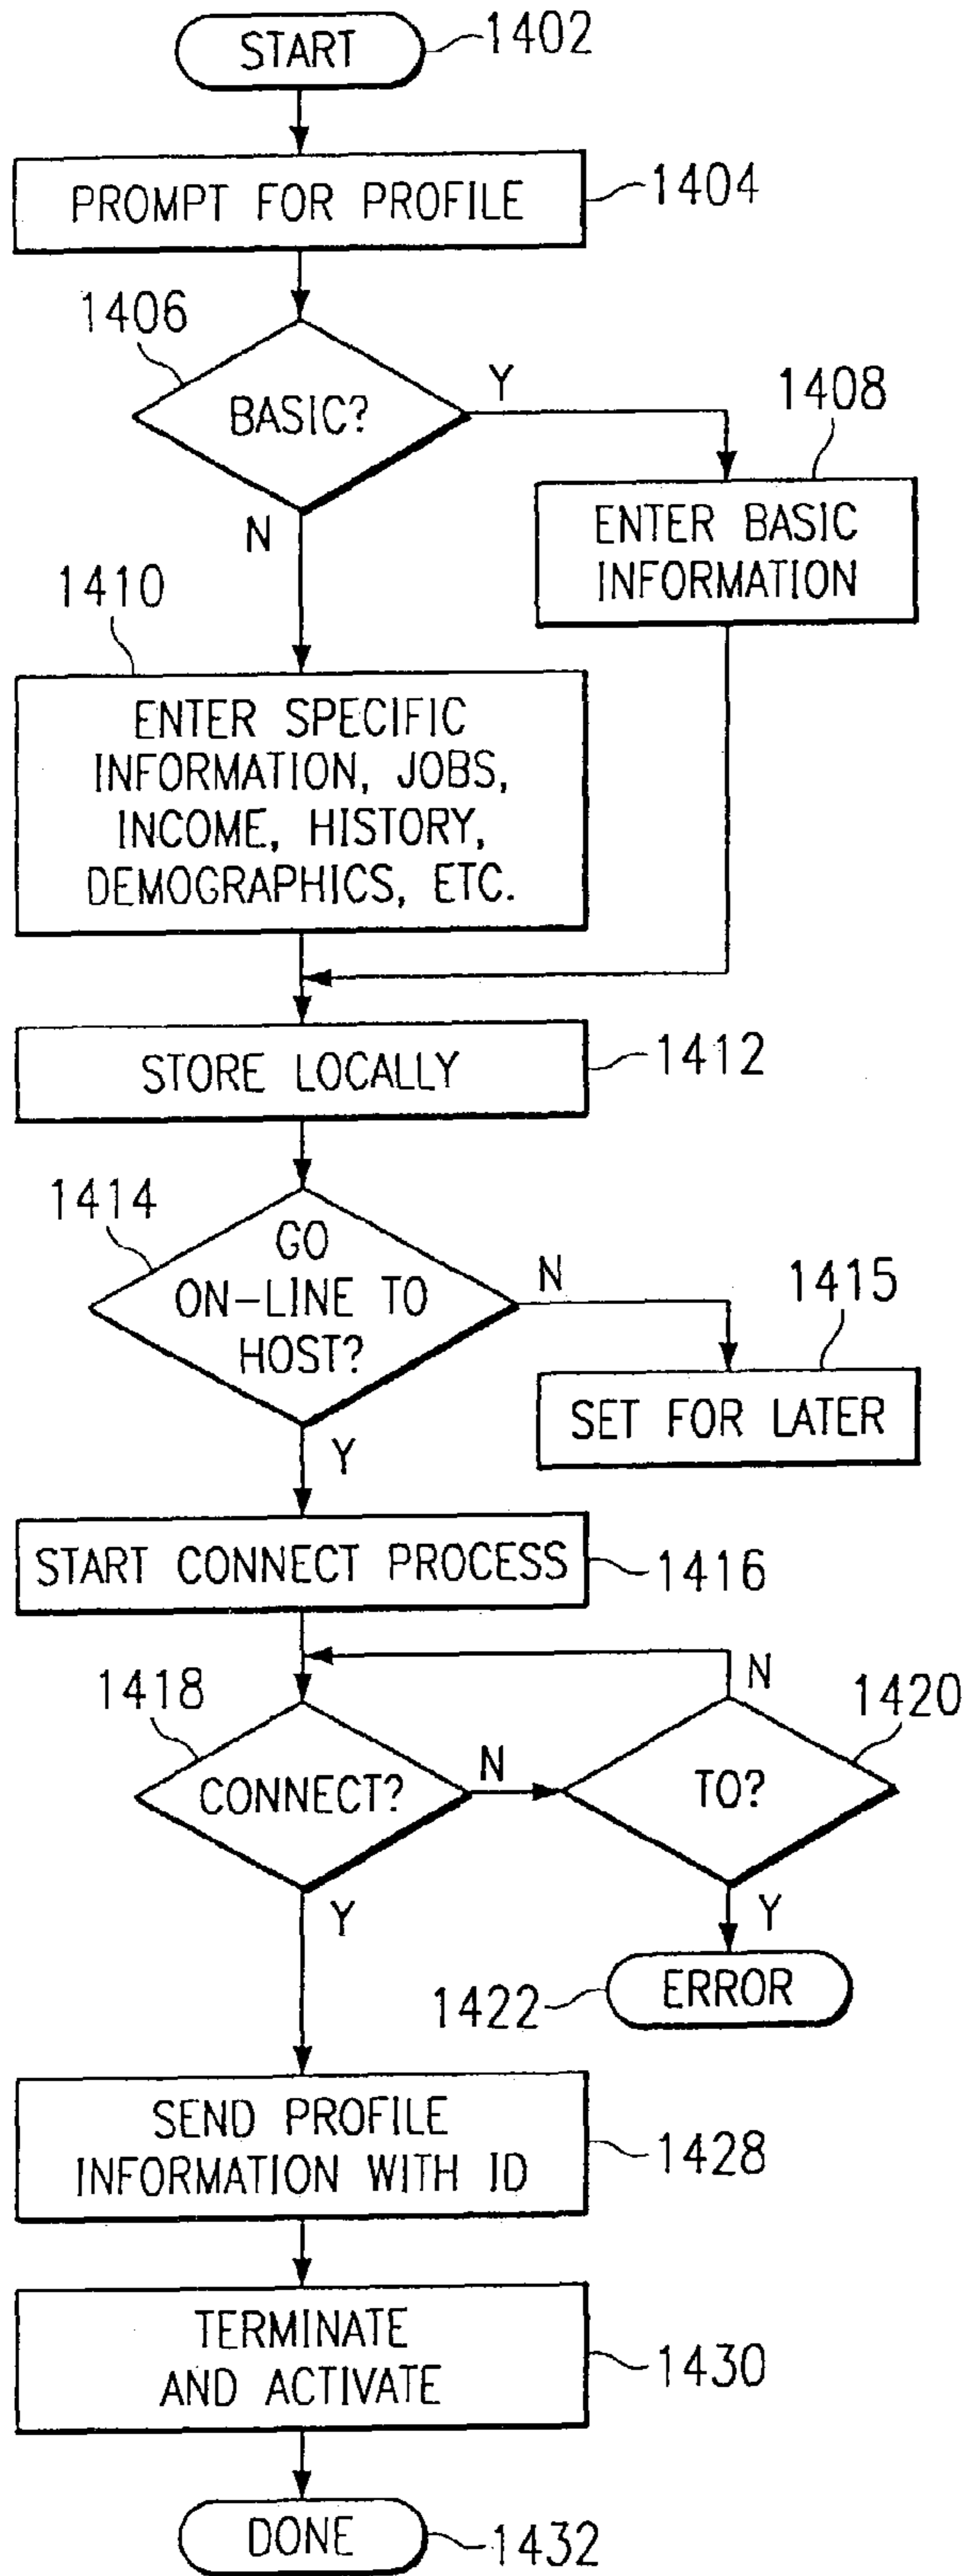 START
1402
PROMPT FOR PROFILE
1404
1406
BASIC?
Y
N
1408
ENTER BASIC
INFORMATION
1410
ENTER SPECIFIC
INFORMATION, JOBS,
INCOME, HISTORY,
DEMOGRAPHICS, ETC.
STORE LOCALLY
1412
1414
GO
ON-LINE TO
HOST?
N
Y
1415
SET FOR LATER
START CONNECT PROCESS
1416
1418
CONNECT?
N
Y
N
1420
TO?
Y
1422
ERROR
SEND PROFILE
INFORMATION WITH ID
1428
TERMINATE
AND ACTIVATE
1430
DONE
1432